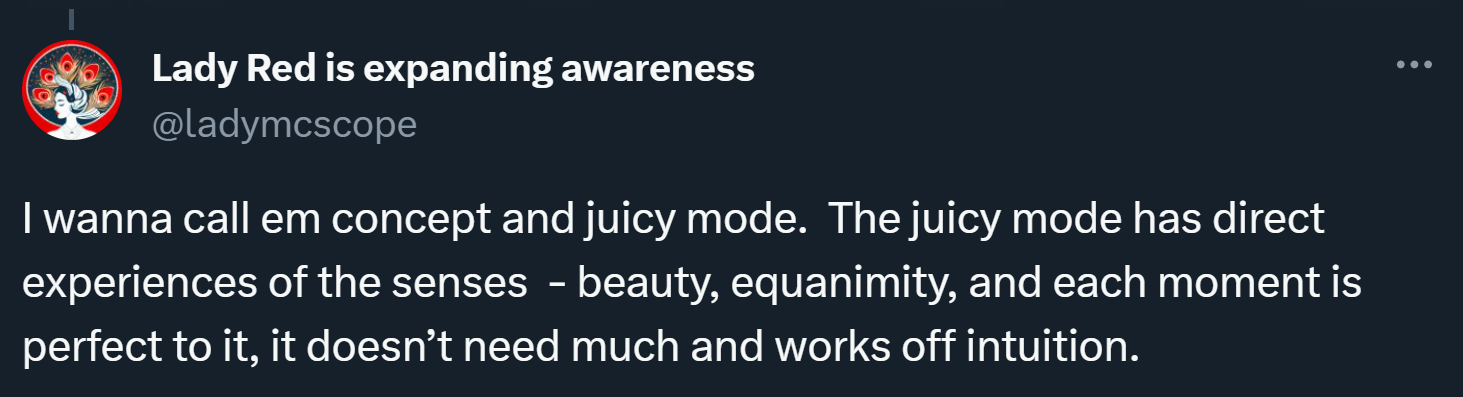 Lady Red is expanding awareness
@ladymcscope
I wanna call em concept and juicy mode.  The juicy mode has direct
experiences of the senses  - beauty, equanimity, and each moment is
perfect to it, it doesn’t need much and works off intuition.